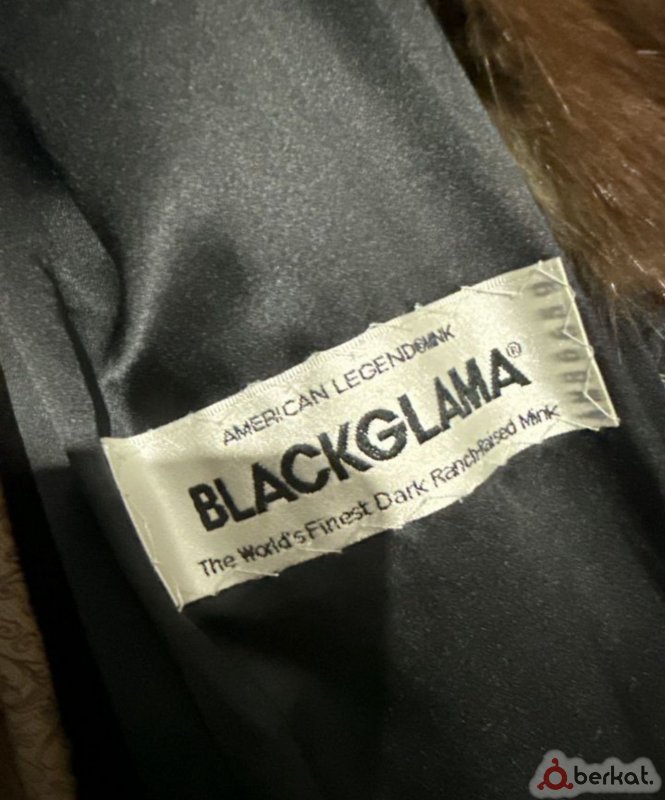 AMERICAN LEGEND®MINK
BLACKGLAMA®
The World's Finest Dark Ranch-Raised Mink
berkat.